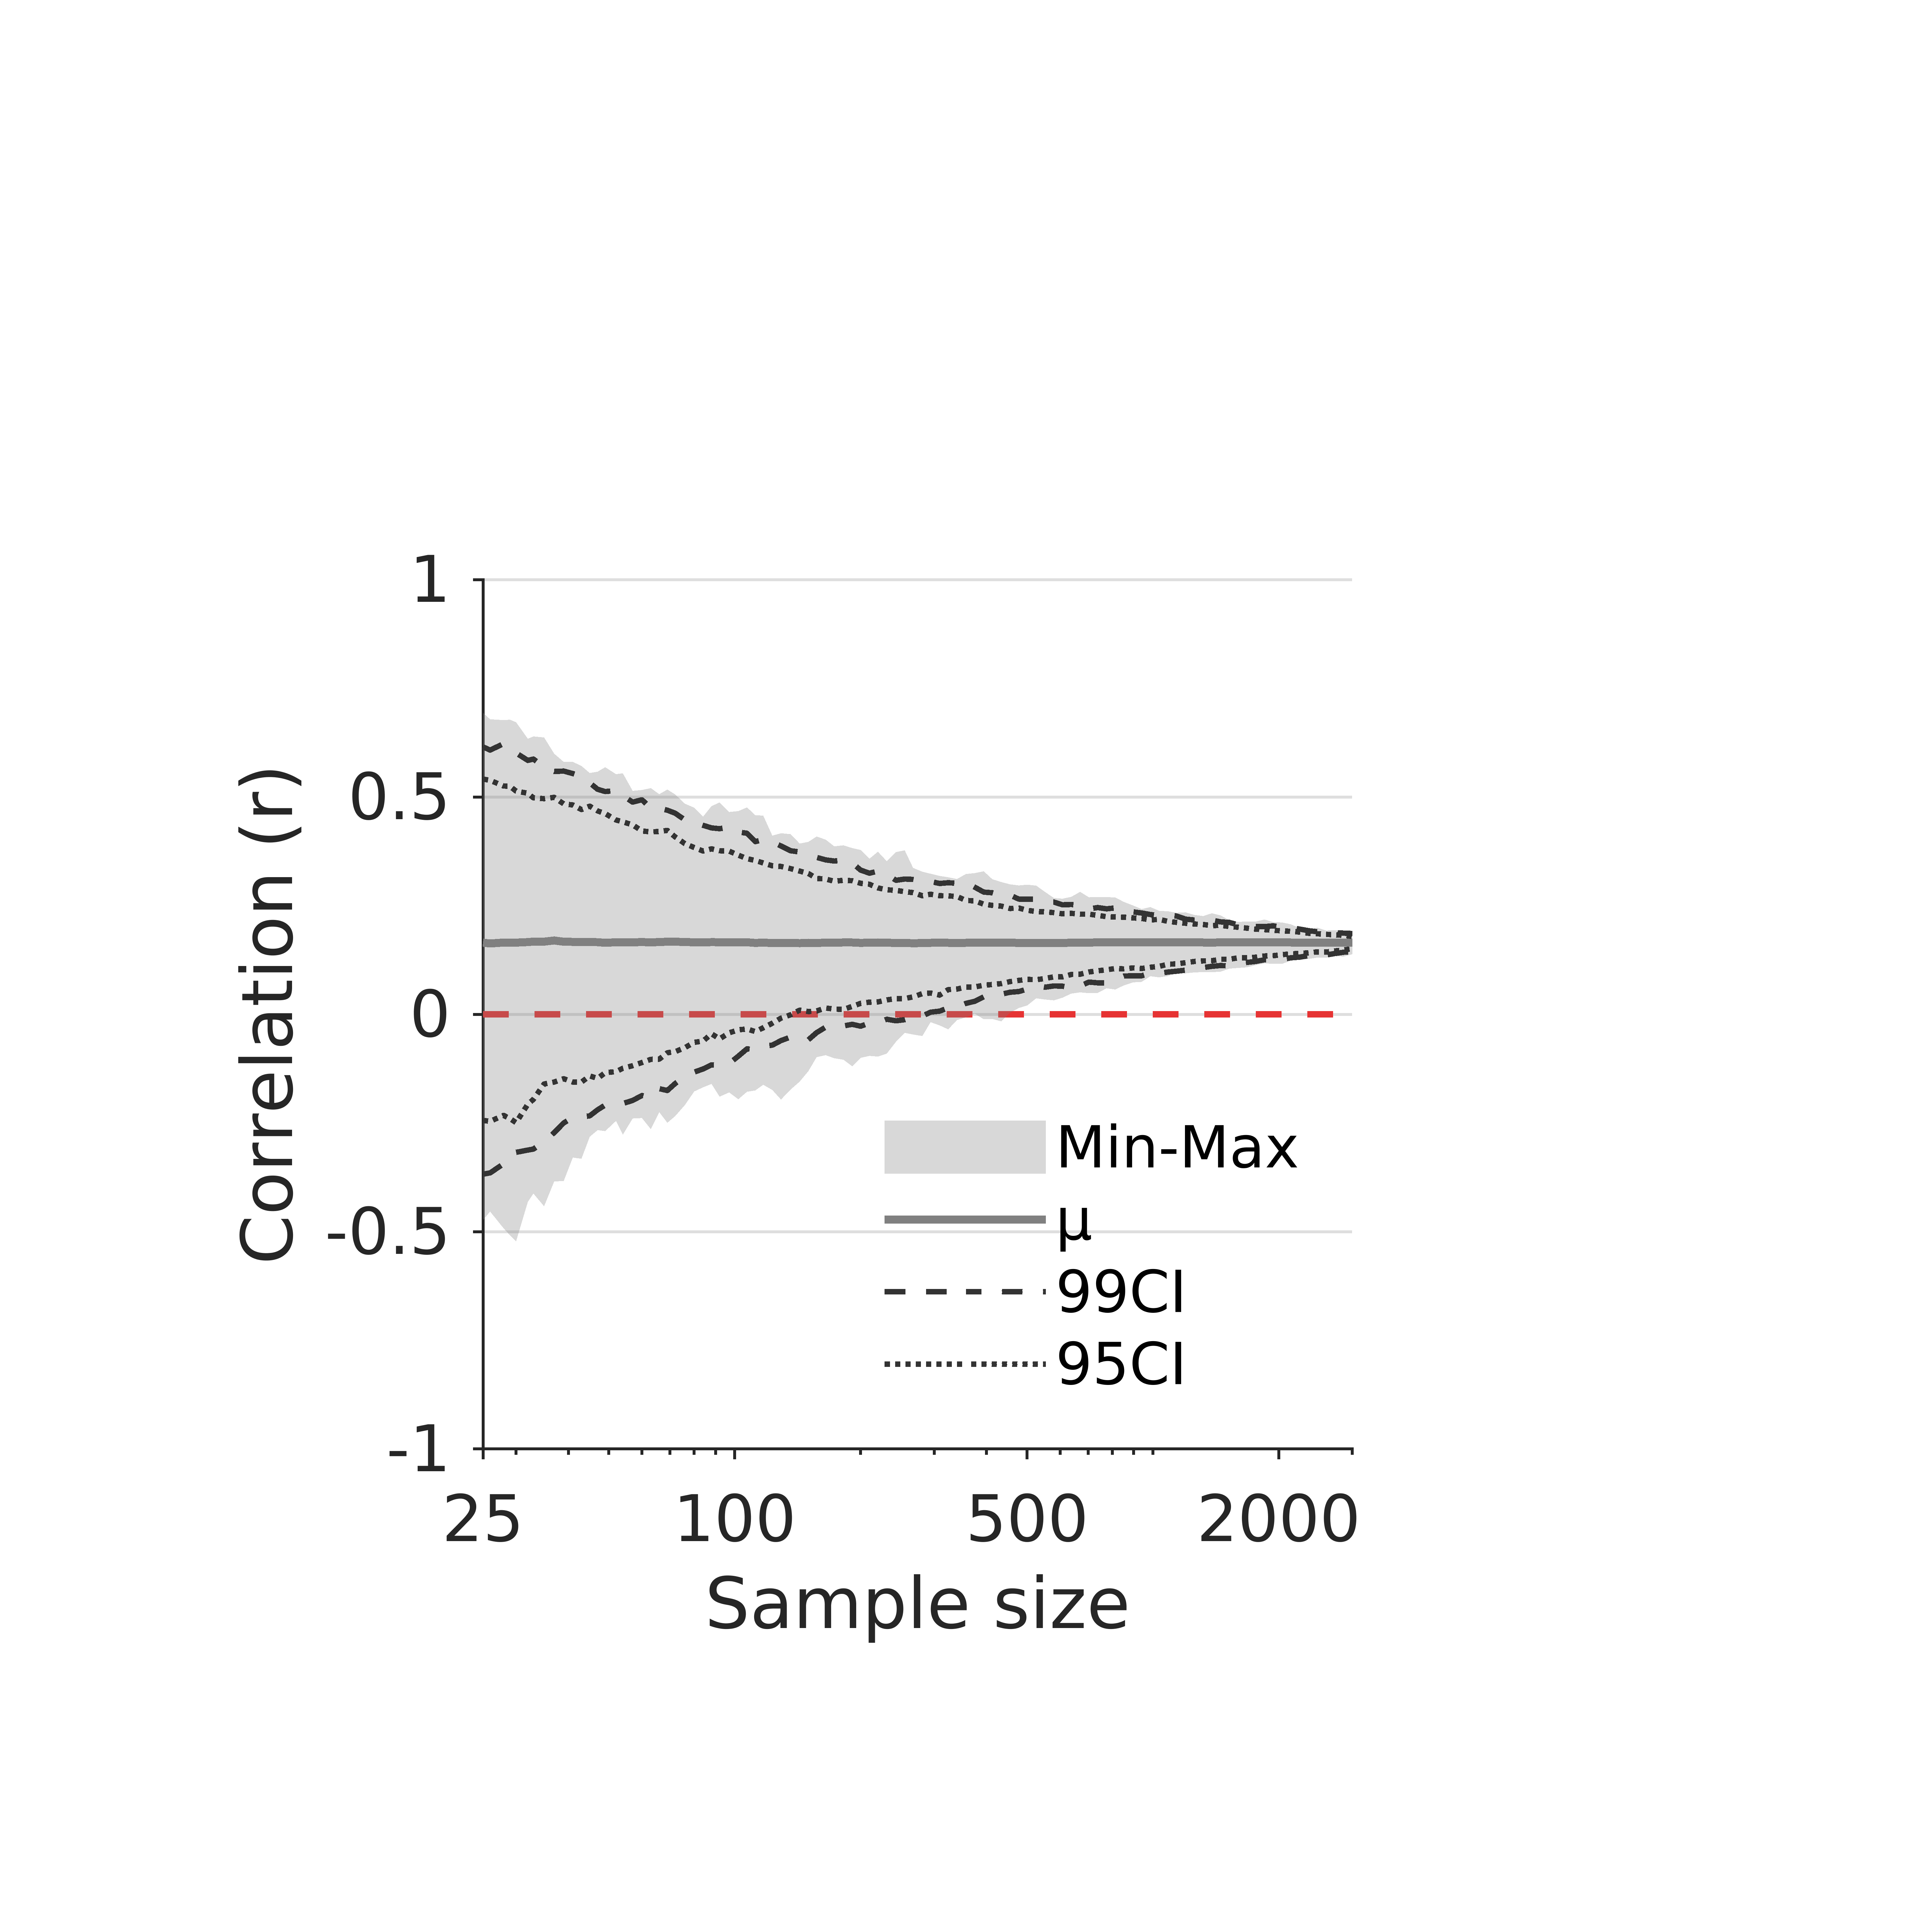 1
0.5
0
-0.5
-1
Correlation (r)
Min-Max
μ
99CI
95CI
25 100 500 2000
Sample size